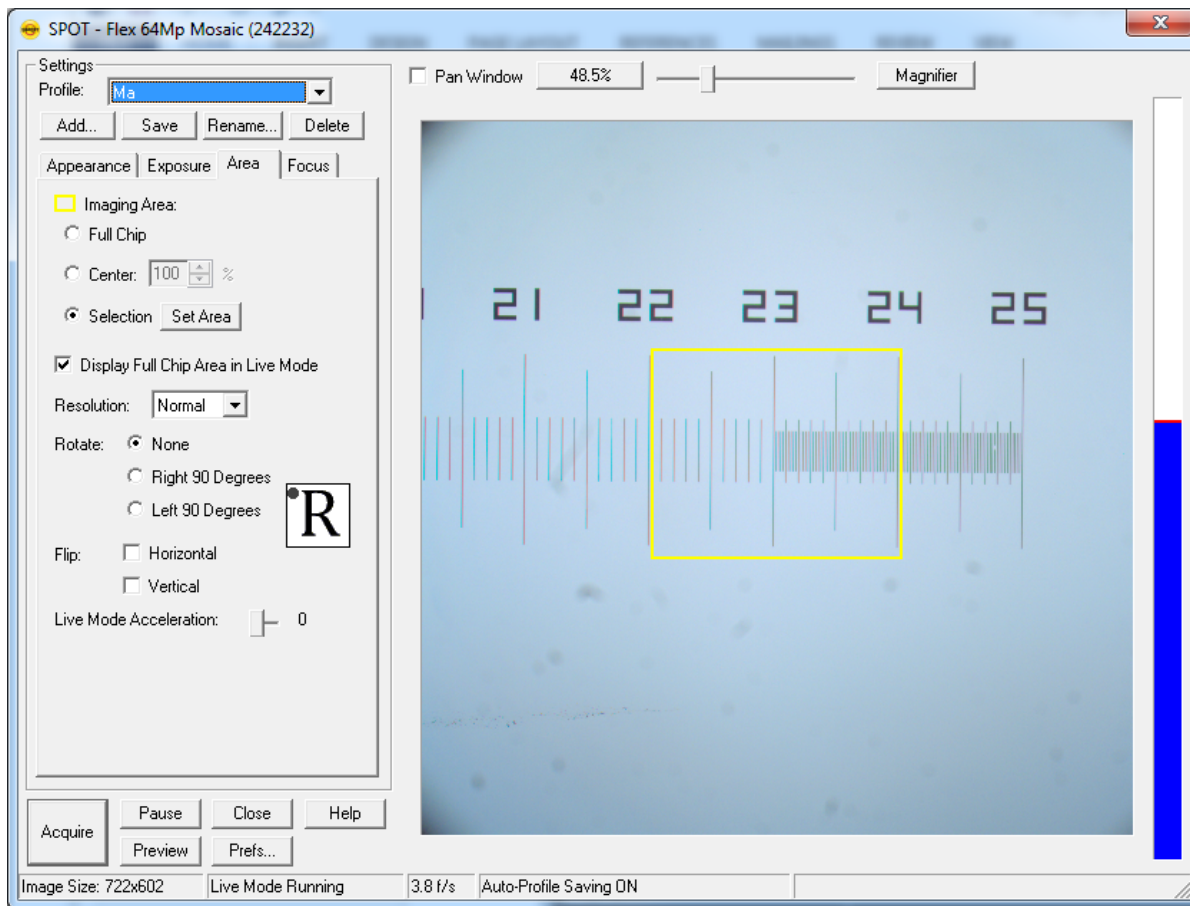 SPOT - Flex 64Mp Mosaic (242232)
Settings
Profile: Ma
Add... Save Rename... Delete
Appearance Exposure Area Focus
Imaging Area:
Full Chip
Center: 100 %
Selection Set Area
Display Full Chip Area in Live Mode
Resolution: Normal
Rotate: None
Right 90 Degrees
Left 90 Degrees
R
Flip: Horizontal
Vertical
Live Mode Acceleration: 0
Acquire
Pause Close Help
Preview Prefs...
Pan Window 48.5% Magnifier
21 22 23 24 25
Image Size: 722x602 Live Mode Running 3.8 f/s Auto-Profile Saving ON